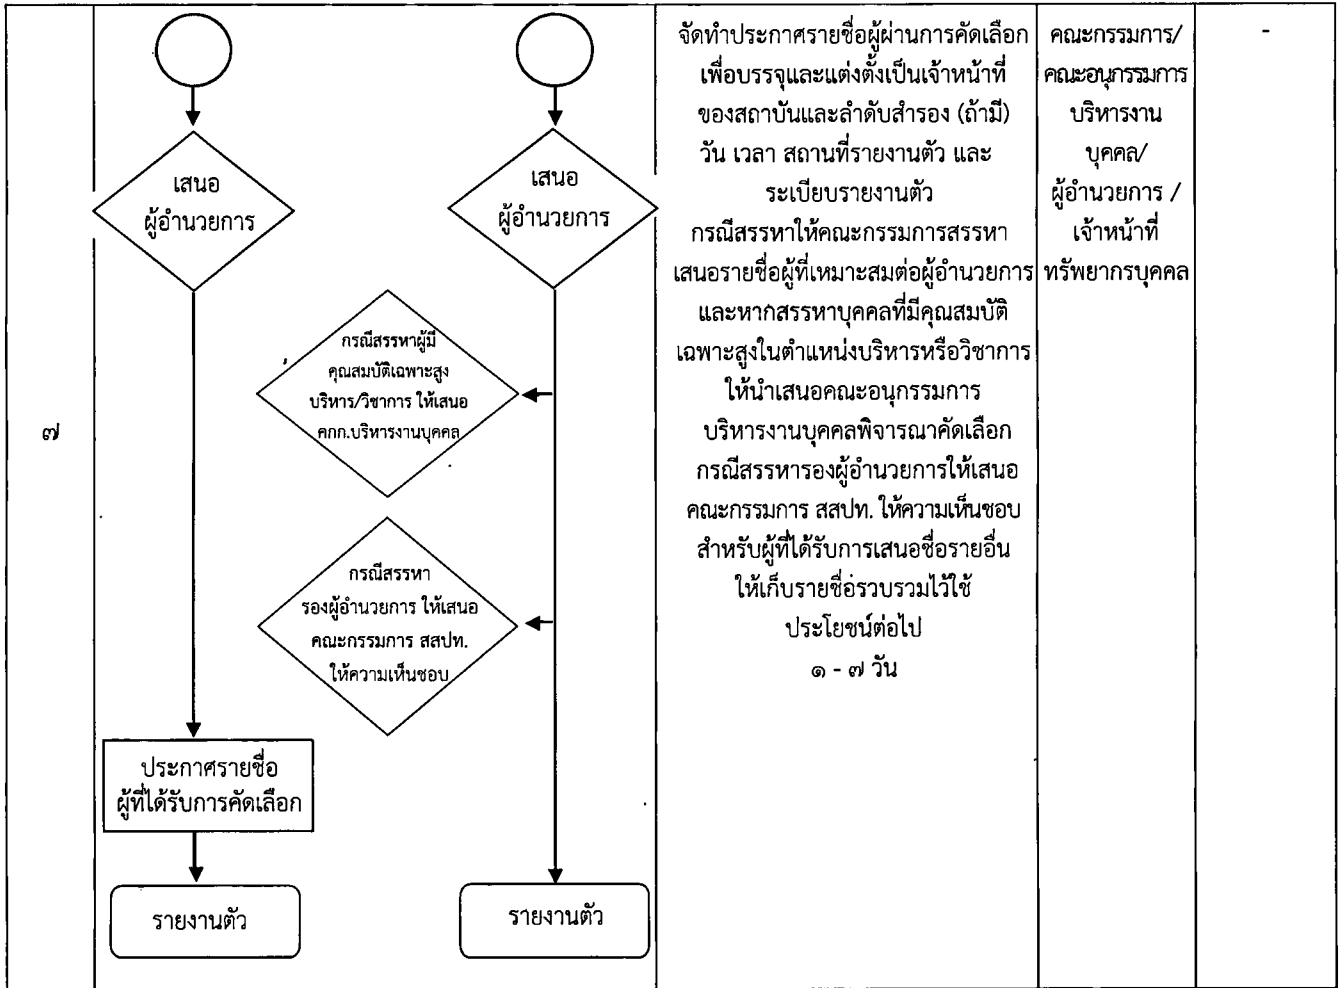 ๗
เสนอ
ผู้อำนวยการ
ประกาศรายชื่อ
ผู้ที่ได้รับการคัดเลือก
รายงานตัว
เสนอ
ผู้อำนวยการ
กรณีสรรหาผู้มี
คุณสมบัติเฉพาะสูง
บริหาร/วิชาการ ให้เสนอ
คกก.บริหารงานบุคคล
กรณีสรรหา
รองผู้อำนวยการ ให้เสนอ
คณะกรรมการ สสปท.
ให้ความเห็นชอบ
รายงานตัว
จัดทำประกาศรายชื่อผู้ผ่านการคัดเลือก
เพื่อบรรจุและแต่งตั้งเป็นเจ้าหน้าที่
ของสถาบันและลำดับสำรอง (ถ้ามี)
วัน เวลา สถานที่รายงานตัว และ
ระเบียบรายงานตัว
กรณีสรรหาให้คณะกรรมการสรรหา
เสนอรายชื่อผู้ที่เหมาะสมต่อผู้อำนวยการ
และหากสรรหาบุคคลที่มีคุณสมบัติ
เฉพาะสูงในตำแหน่งบริหารหรือวิชาการ
ให้นำเสนอคณะอนุกรรมการ
บริหารงานบุคคลพิจารณาคัดเลือก
กรณีสรรหารองผู้อำนวยการให้เสนอ
คณะกรรมการ สสปท. ให้ความเห็นชอบ
สำหรับผู้ที่ได้รับการเสนอชื่อรายอื่น
ให้เก็บรายชื่อรวบรวมไว้ใช้
ประโยชน์ต่อไป
๑ - ๗ วัน
คณะกรรมการ/
คณะอนุกรรมการ
บริหารงาน
บุคคล/
ผู้อำนวยการ /
เจ้าหน้าที่
ทรัพยากรบุคคล
-